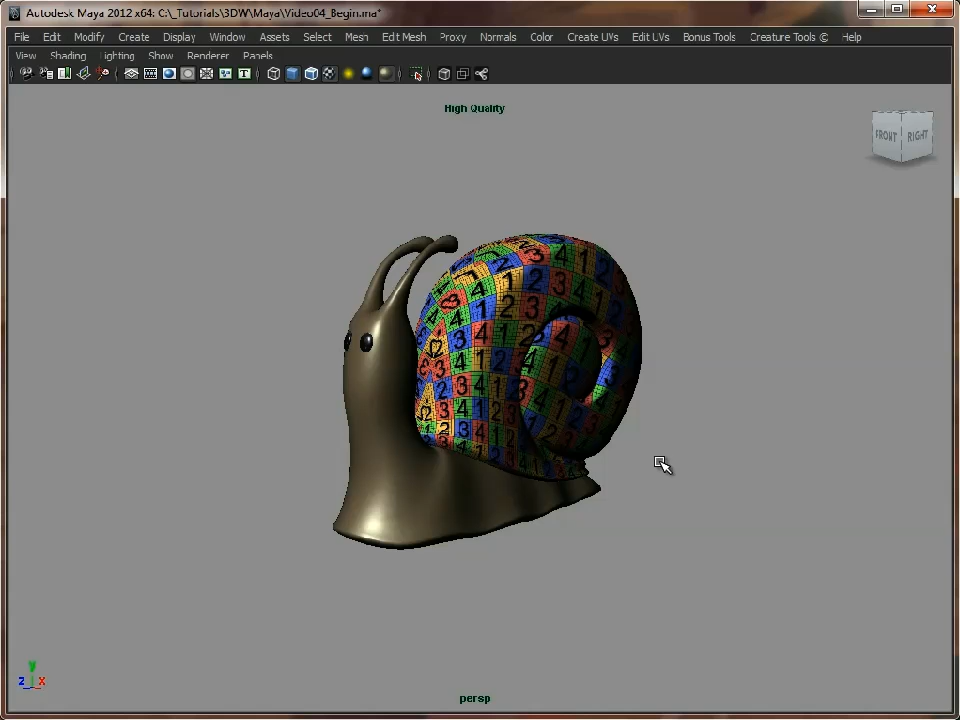 Autodesk Maya 2012 x64: C:\_Tutorials\3DW\Maya\Video04_Begin.ma*
File Edit Modify Create Display Window Assets Select Mesh Edit Mesh Proxy Normals Color Create UVs Edit UVs Bonus Tools Creature Tools © Help
View Shading Lighting Show Renderer Panels
High Quality
FRONT RIGHT
y
z x
persp